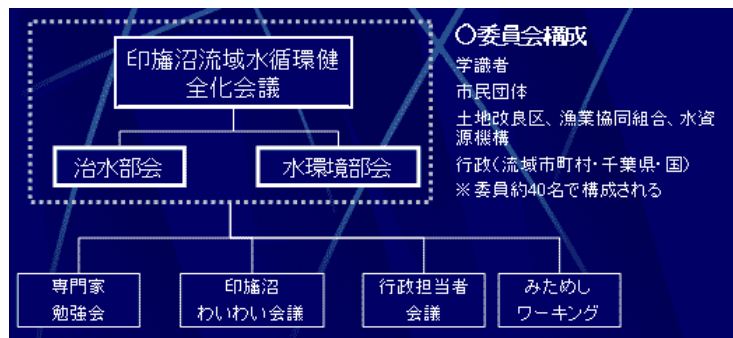 印旛沼流域水循環健
全化会議
治水部会
水環境部会
〇委員会構成
学識者
市民団体
土地改良区、漁業協同組合、水資
源機構
行政(流域市町村・千葉県・国)
※委員約40名で構成される
専門家
勉強会
印旛沼
わいわい会議
行政担当者
会議
みためし
ワーキング